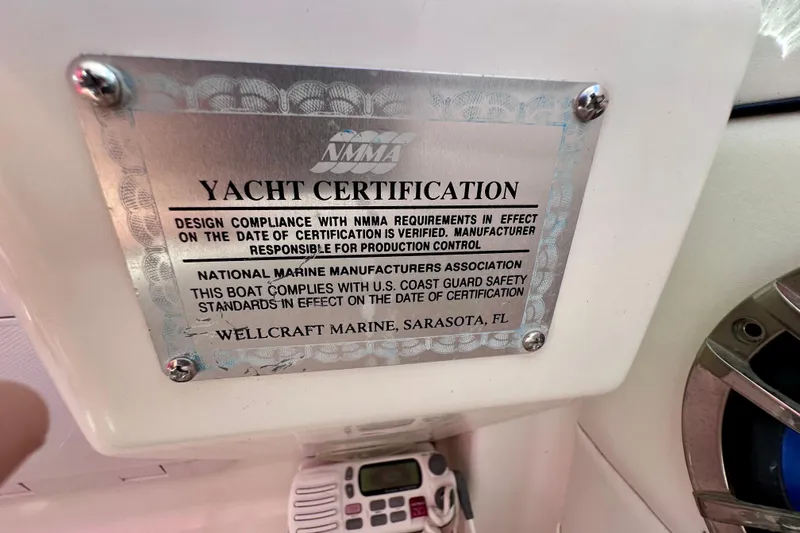 NMMA
YACHT CERTIFICATION
DESIGN COMPLIANCE WITH NMMA REQUIREMENTS IN EFFECT
ON THE DATE OF CERTIFICATION IS VERIFIED. MANUFACTURER
RESPONSIBLE FOR PRODUCTION CONTROL
NATIONAL MARINE MANUFACTURERS ASSOCIATION
THIS BOAT COMPLIES WITH U.S. COAST GUARD SAFETY
STANDARDS IN EFFECT ON THE DATE OF CERTIFICATION
WELLCRAFT MARINE, SARASOTA, FL